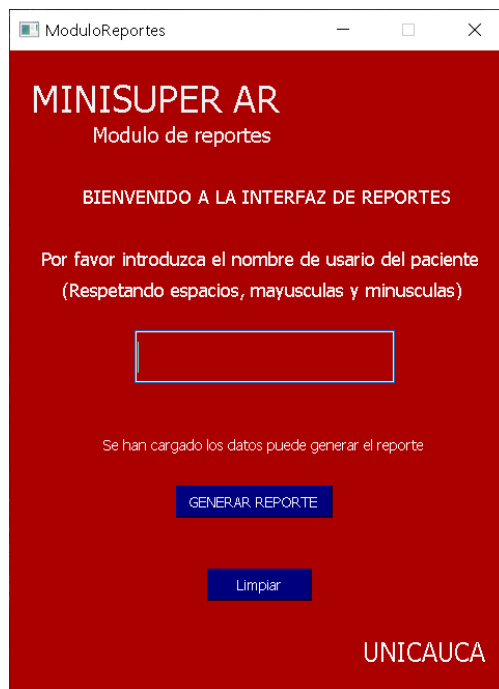 ModuloReportes
MINISUPER AR
Modulo de reportes
BIENVENIDO A LA INTERFAZ DE REPORTES
Por favor introduzca el nombre de usario del paciente
(Respetando espacios, mayusculas y minusculas)
Se han cargado los datos puede generar el reporte
GENERAR REPORTE
Limpiar
UNICAUCA